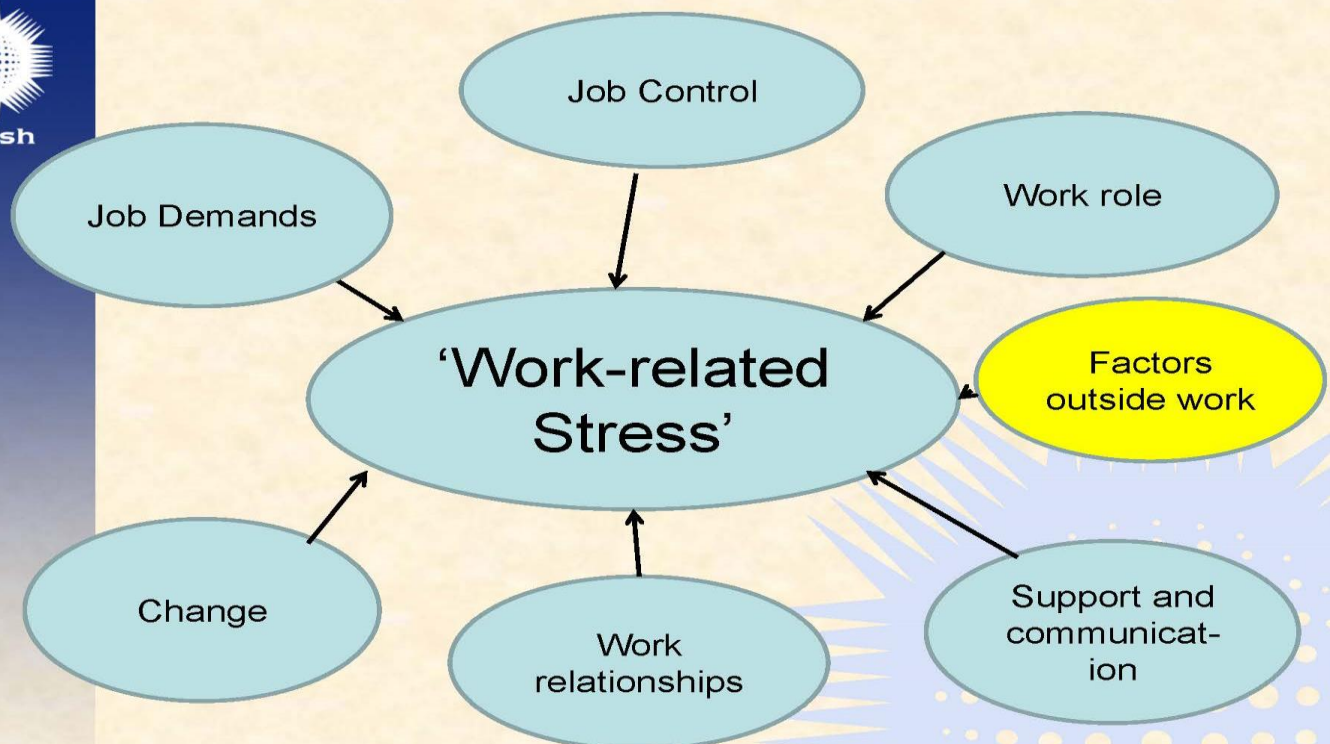 sh
Job Control
Job Demands
Work role
'Work-related
Stress'
Factors
outside work
Change
Work
relationships
Support and
communicat-
ion